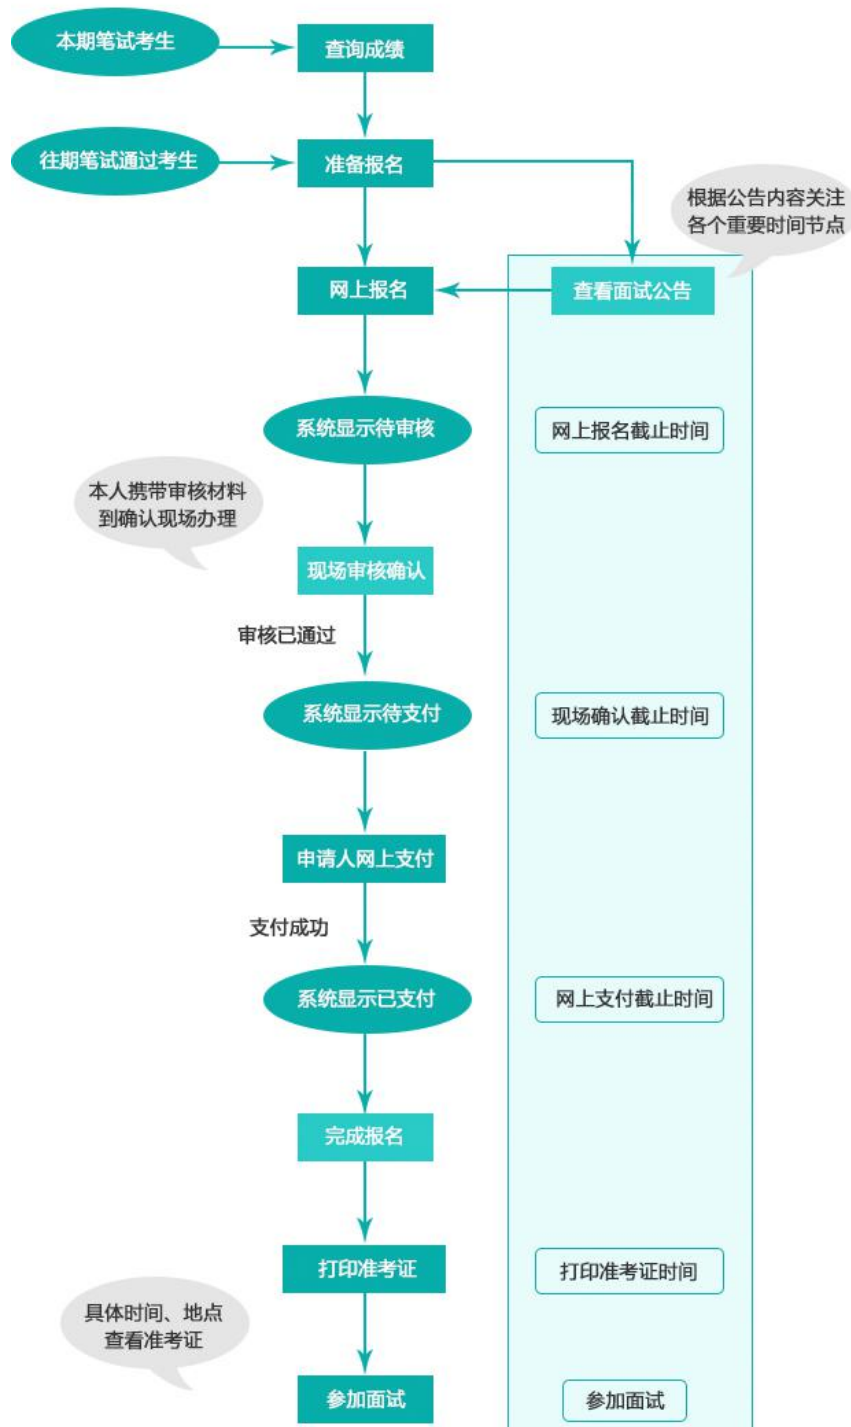 本期笔试考生
查询成绩
往期笔试通过考生
准备报名
根据公告内容关注
各个重要时间节点
网上报名
查看面试公告
系统显示待审核
网上报名截止时间
本人携带审核材料
到确认现场办理
现场审核确认
审核已通过
系统显示待支付
现场确认截止时间
申请人网上支付
支付成功
系统显示已支付
网上支付截止时间
完成报名
打印准考证
打印准考证时间
具体时间、地点
查看准考证
参加面试
参加面试